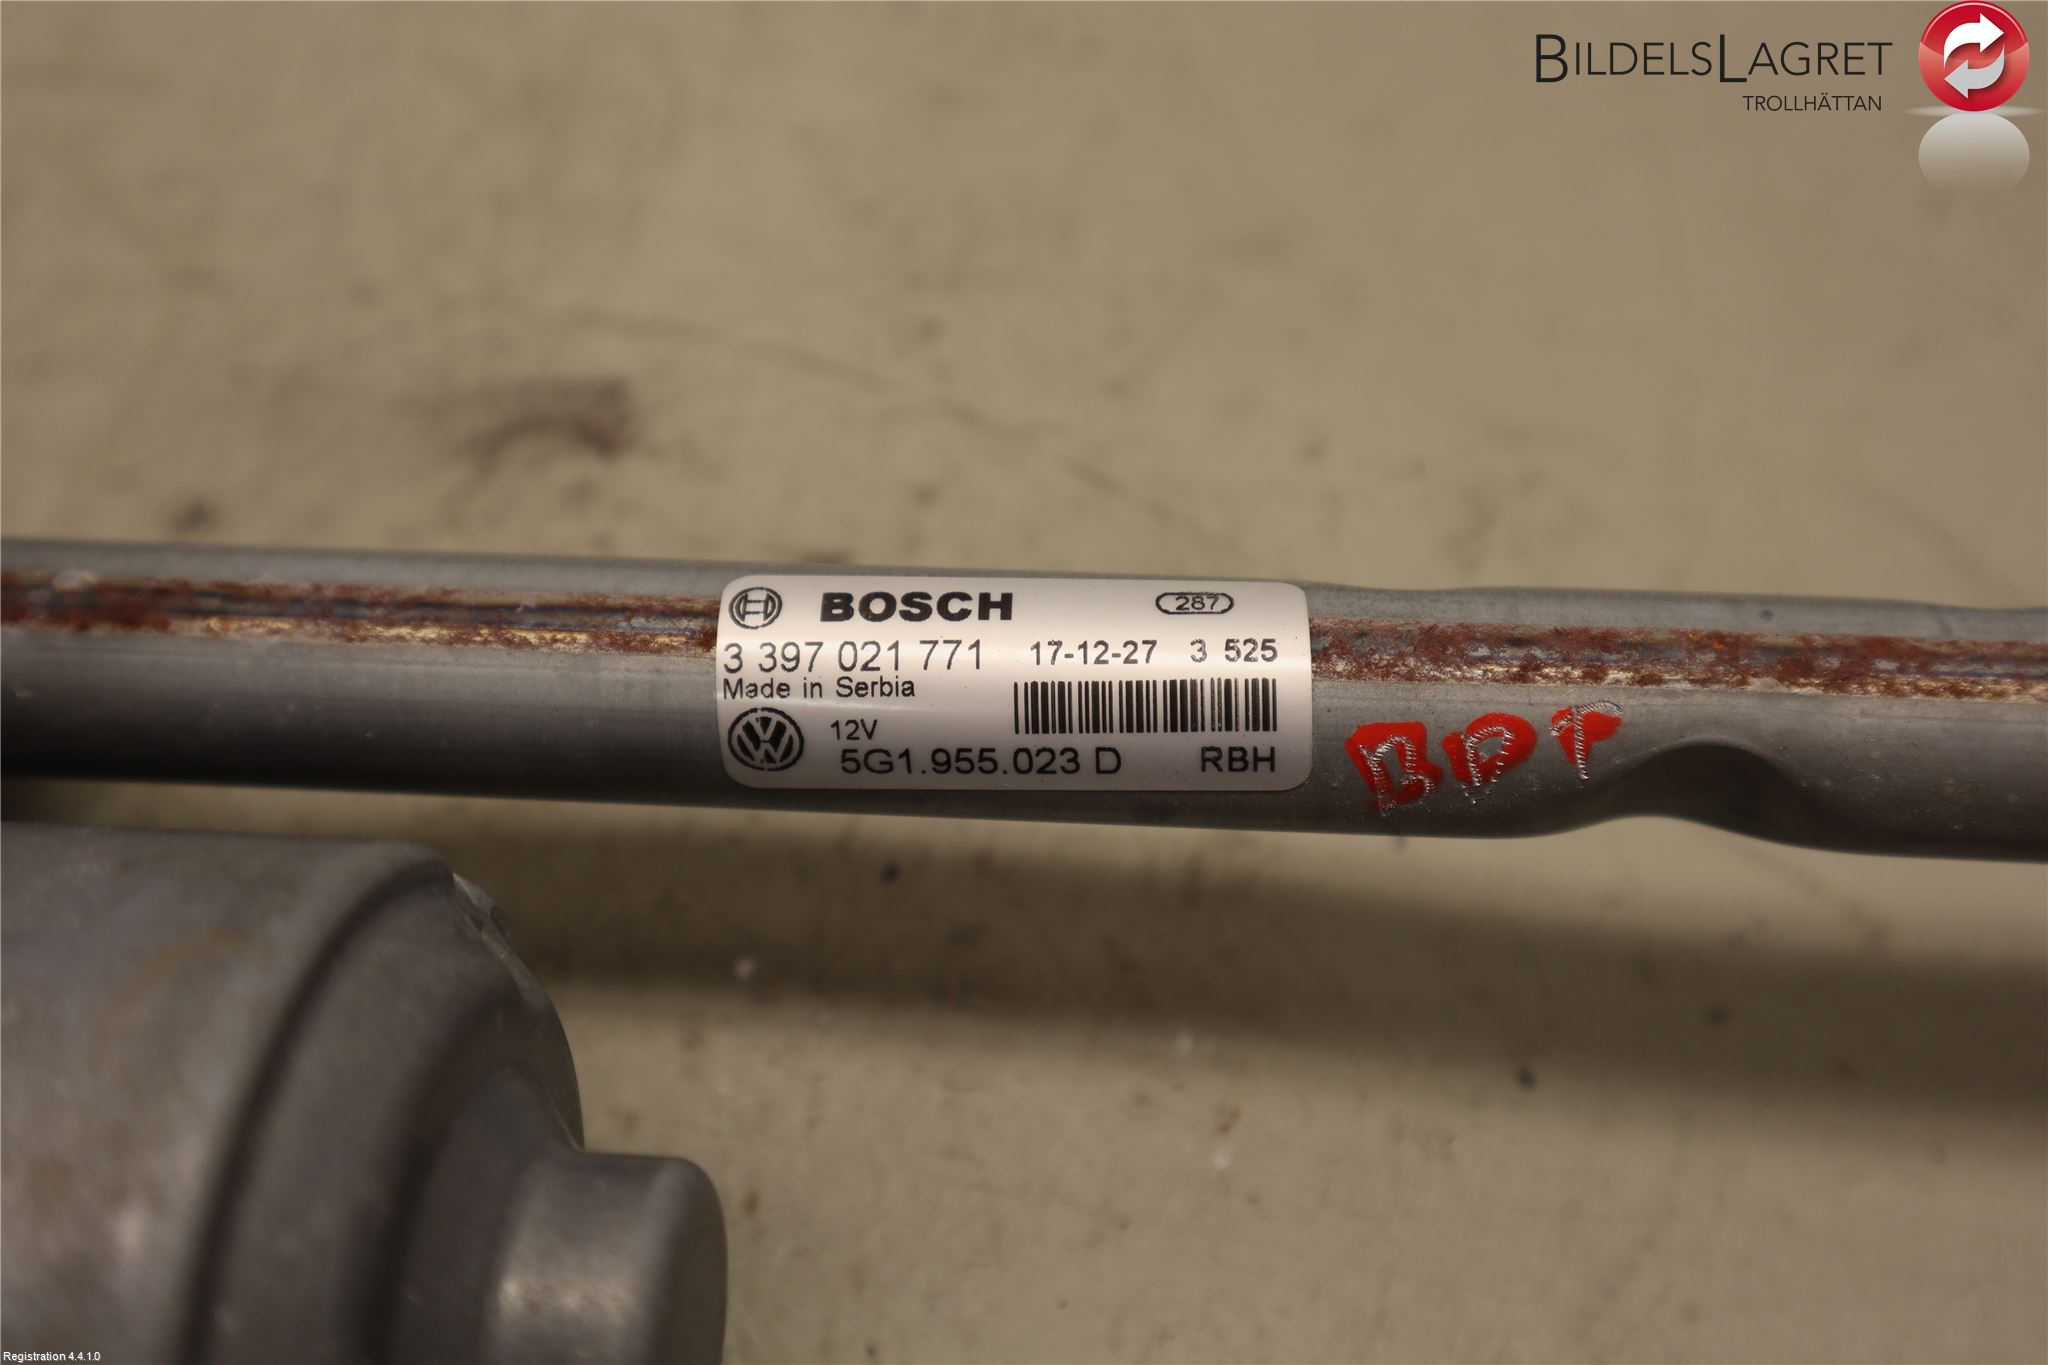 BILDELSLAGRET
TROLLHÄTTAN
BOSCH 287
3 397 021 771 17-12-27 3 525
Made in Serbia
12V
5G1.955.023 D RBH
Registration 4.4.1.0